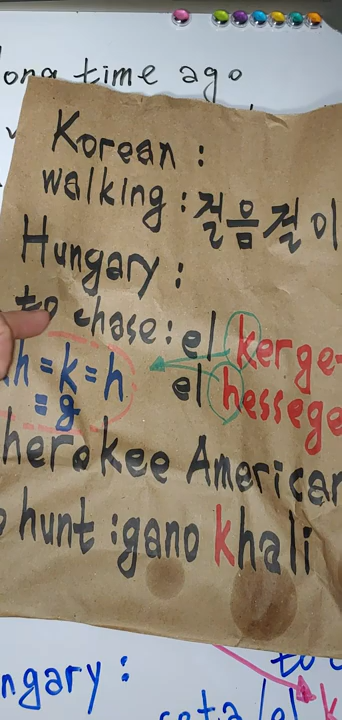 long time ago
Korean :
walking : 걸음걸이
Hungary :
to chase : el kerge-
h = k = h
= g
el hessege
herokee American
o hunt : gano khali
ngary :